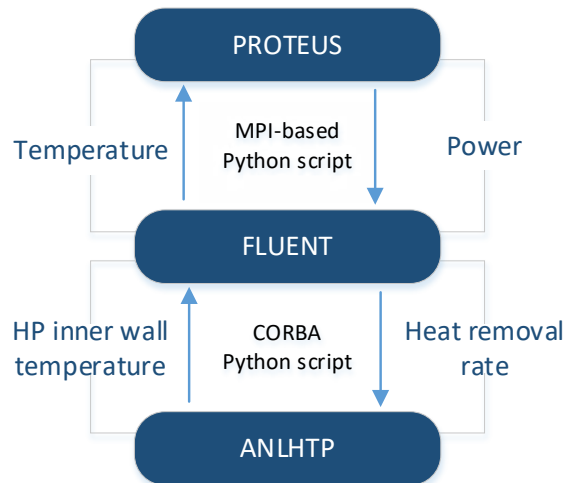 PROTEUS
Temperature
MPI-based
Python script
Power
FLUENT
HP inner wall
temperature
CORBA
Python script
Heat removal
rate
ANLHTP